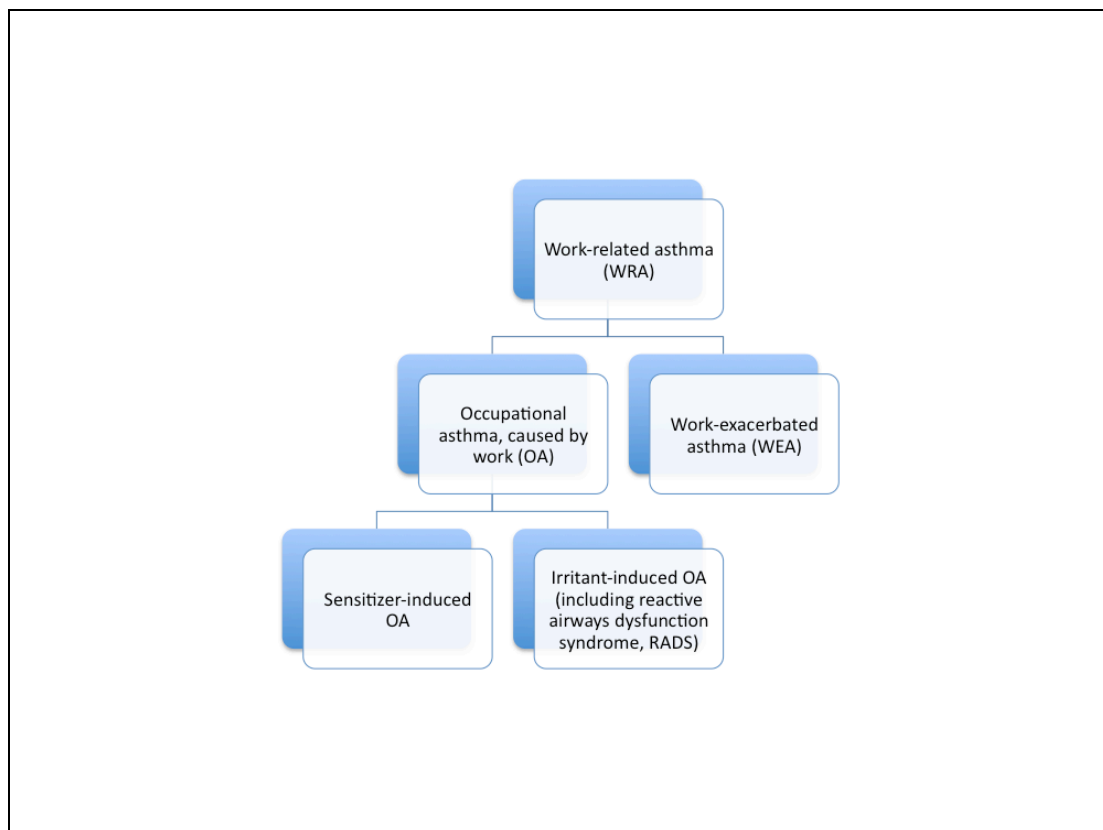 Work-related asthma
(WRA)
Occupational
asthma, caused by
work (OA)
Work-exacerbated
asthma (WEA)
Sensitizer-induced
OA
Irritant-induced OA
(including reactive
airways dysfunction
syndrome, RADS)